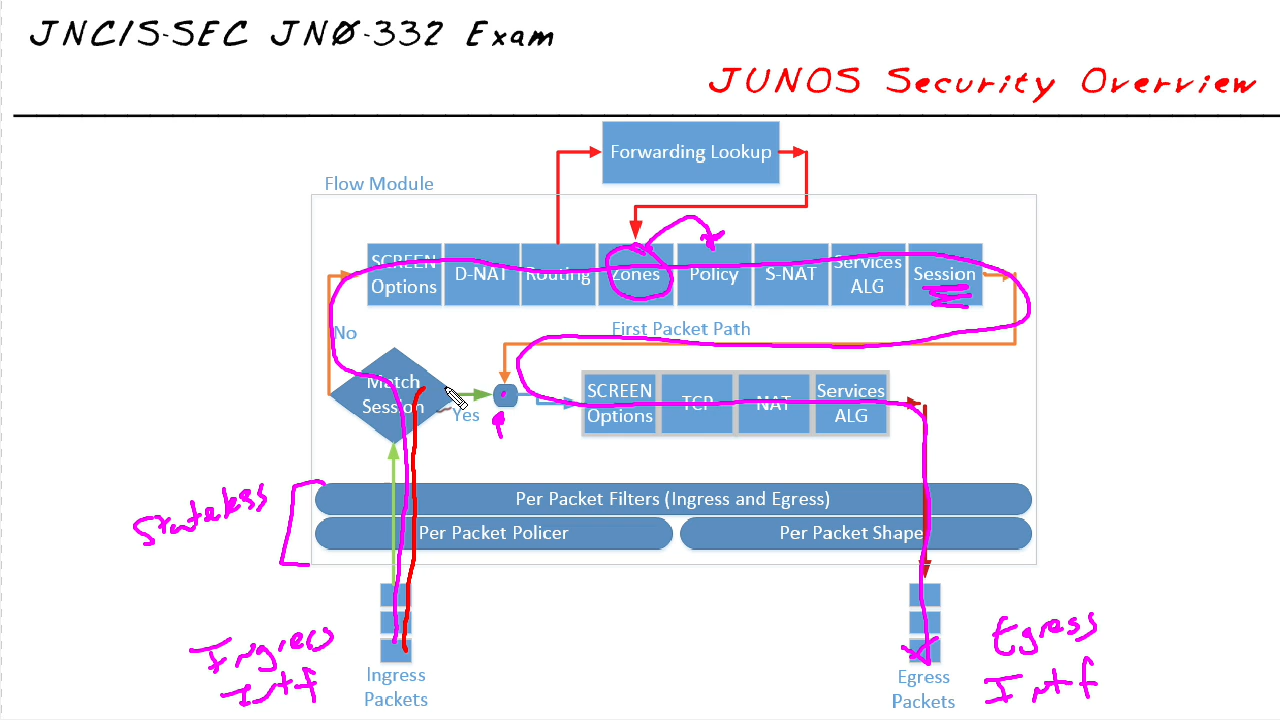 JNCIS-SEC JNØ-332 Exam
JUNOS Security Overview
Forwarding Lookup
Flow Module
SCREEN Options
D-NAT
Routing
Zones
Policy
S-NAT
Services ALG
Session
No
First Packet Path
Match Session
Yes
SCREEN Options
TCP
NAT
Services ALG
Stateless
Per Packet Filters (Ingress and Egress)
Per Packet Policer
Per Packet Shape
Ingress
Intf
Ingress
Packets
Egress
Intf
Egress
Packets